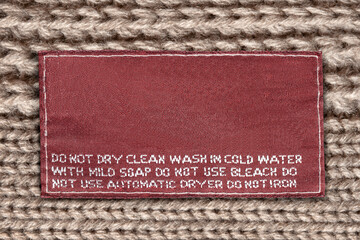 DO NOT DRY CLEAN WASH IN COLD WATER
WITH MILD SOAP DO NOT USE BLEACH DO
NOT USE AUTOMATIC DRYER DO NOT IRON